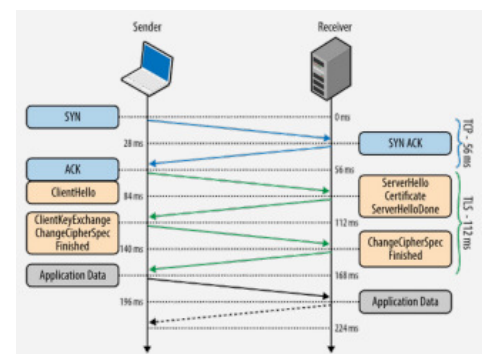 Sender
Receiver
SYN
0 ms
TCP - 56 ms
28 ms
SYN ACK
ACK
56 ms
ClientHello
84 ms
ServerHello
Certificate
ServerHelloDone
TLS - 112 ms
ClientKeyExchange
ChangeCipherSpec
Finished
112 ms
140 ms
ChangeCipherSpec
Finished
Application Data
168 ms
196 ms
Application Data
224 ms